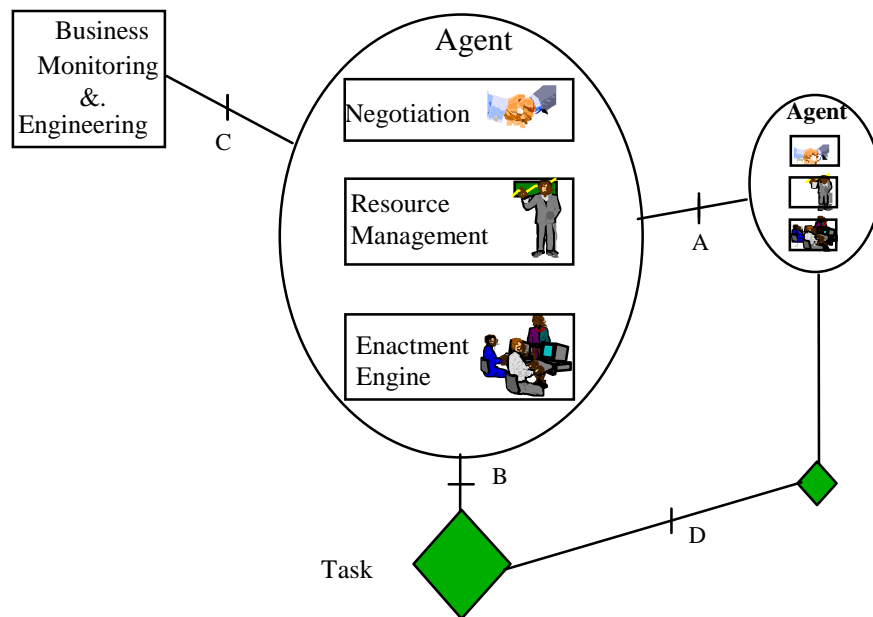 Business
Monitoring
&.
Engineering
C
Agent
Negotiation
Resource
Management
Enactment
Engine
A
Agent
B
D
Task